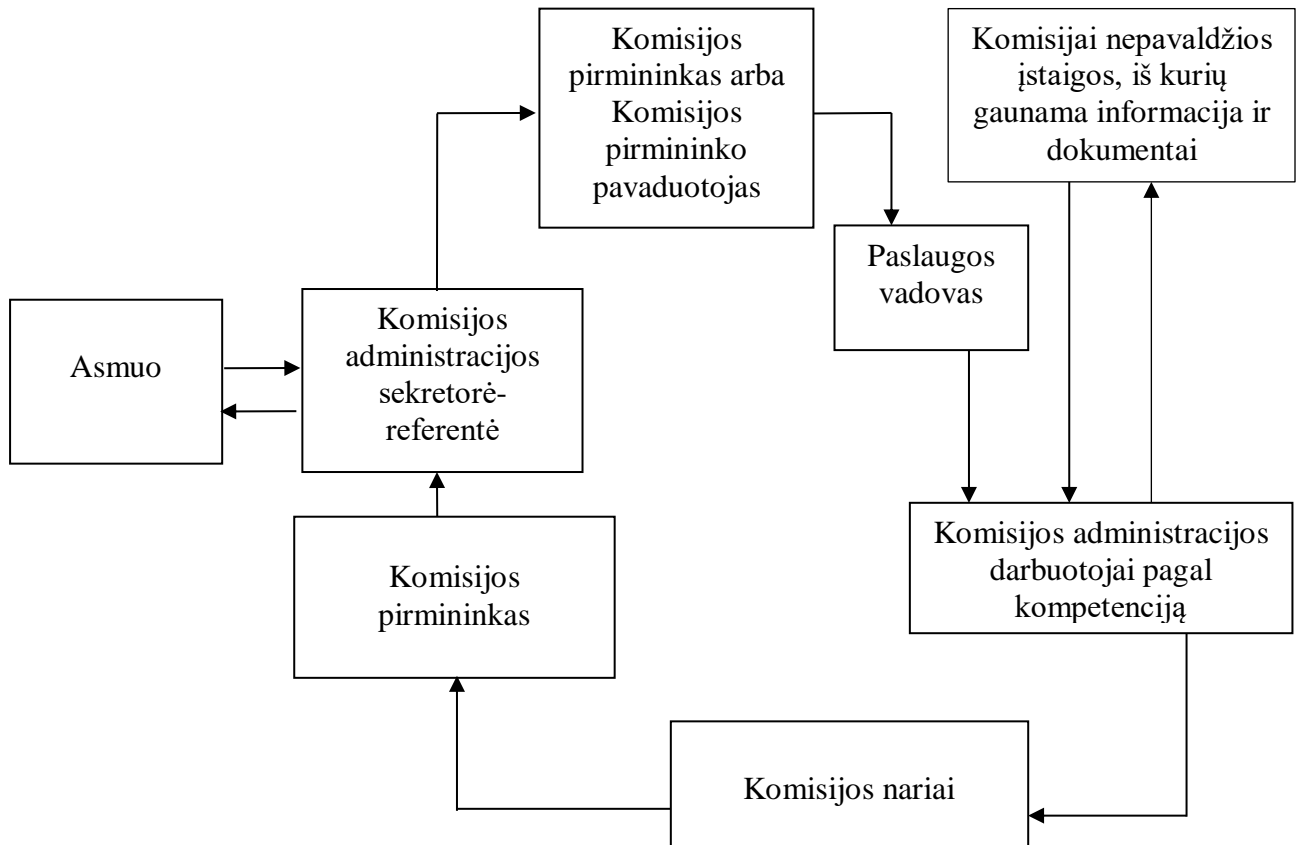 Komisijos
pirmininkas arba
Komisijos
pirmininko
pavaduotojas
Komisijai nepavaldžios
įstaigos, iš kurių
gaunama informacija ir
dokumentai
Paslaugos
vadovas
Asmuo
Komisijos
administracijos
sekretorė-
referentė
Komisijos administracijos
darbuotojai pagal
kompetenciją
Komisijos
pirmininkas
Komisijos nariai